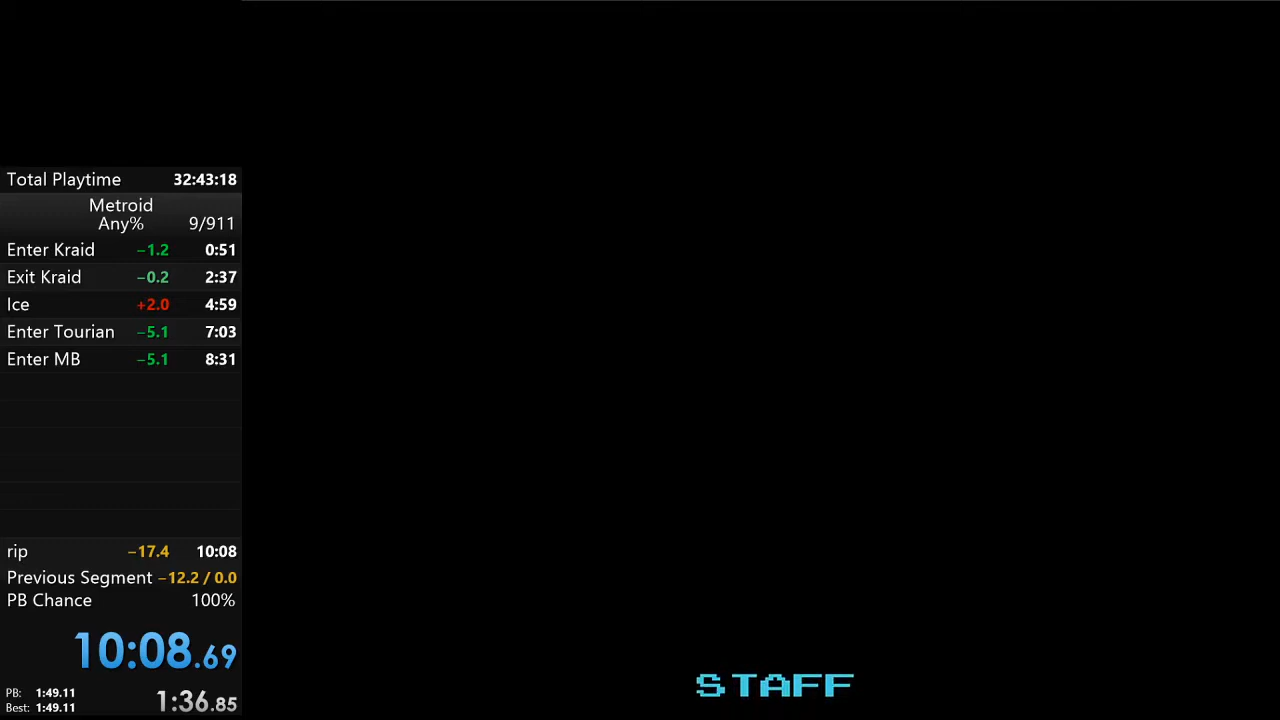 Total Playtime 32:43:18
Metroid
Any% 9/911
Enter Kraid −1.2 0:51
Exit Kraid −0.2 2:37
Ice +2.0 4:59
Enter Tourian −5.1 7:03
Enter MB −5.1 8:31
rip −17.4 10:08
Previous Segment −12.2 / 0.0
PB Chance 100%
10:08.69
PB: 1:49.11
Best: 1:49.11
1:36.85
STAFF